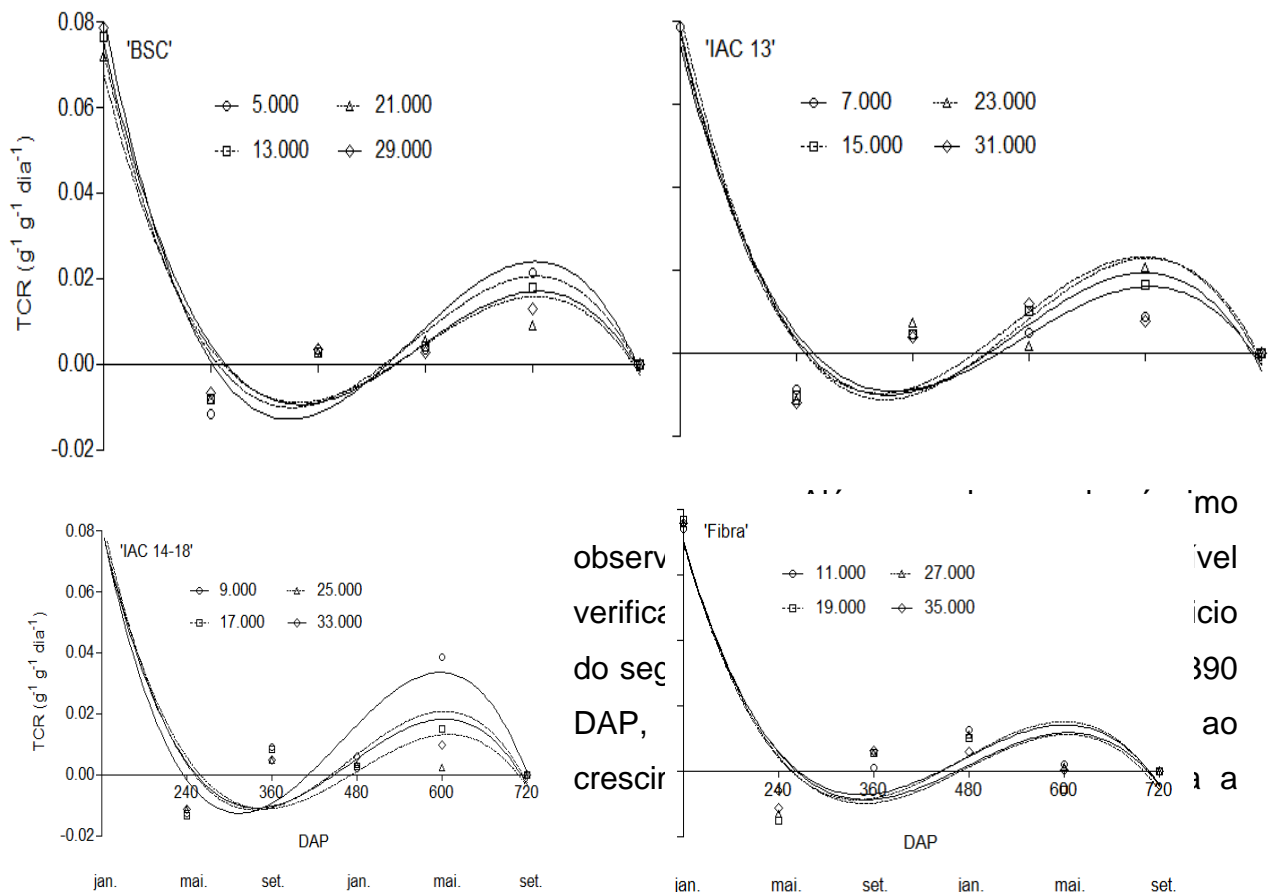 0.08
0.06
0.04
0.02
0.00
-0.02
TCR ( g⁻¹ g⁻¹ dia⁻¹ )
'BSC'
5.000 21.000
13.000 29.000
'IAC 13'
7.000 23.000
15.000 31.000
0.08
0.06
0.04
0.02
0.00
-0.02
TCR ( g⁻¹ g⁻¹ dia⁻¹ )
'IAC 14-18'
9.000 25.000
17.000 33.000
240 360 480 600 720
DAP
jan. mai. set. jan. mai. set.
'Fibra'
11.000 27.000
19.000 35.000
240 360 480 600 720
DAP
jan. mai. set. jan. mai. set.
mo
observ ível
verifica ício
do seg 390
DAP, ao
crescir a a